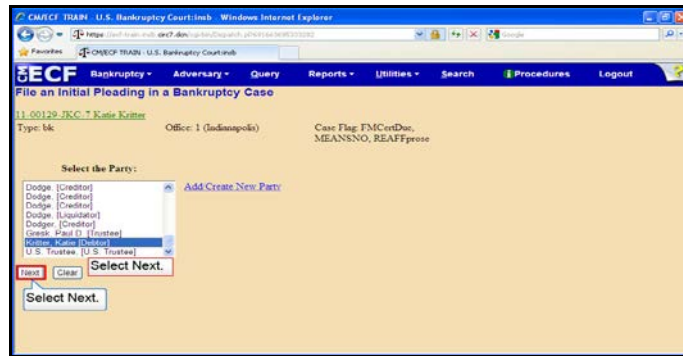 CM/ECF TRAIN - U.S. Bankruptcy Court:insb - Windows Internet Explorer
Google
Favorites CM/ECF TRAIN - U.S. Bankruptcy Court:insb
ECF Bankruptcy Adversary Query Reports Utilities Search Procedures Logout
File an Initial Pleading in a Bankruptcy Case
11-00129-JKC-7 Katie Kritter
Type: bk Office: 1 (Indianapolis) Case Flag: FMCertDue,
MEANSNO, REAFFprose
Select the Party:
Dodge, [Creditor] Add/Create New Party
Dodge, [Creditor]
Dodge, [Creditor]
Dodge, [Liquidator]
Dodger, [Creditor]
Gresk, Paul D. [Trustee]
Kritter, Katie [Debtor]
U.S. Trustee, [U.S. Trustee]
Next Clear Select Next.
Select Next.